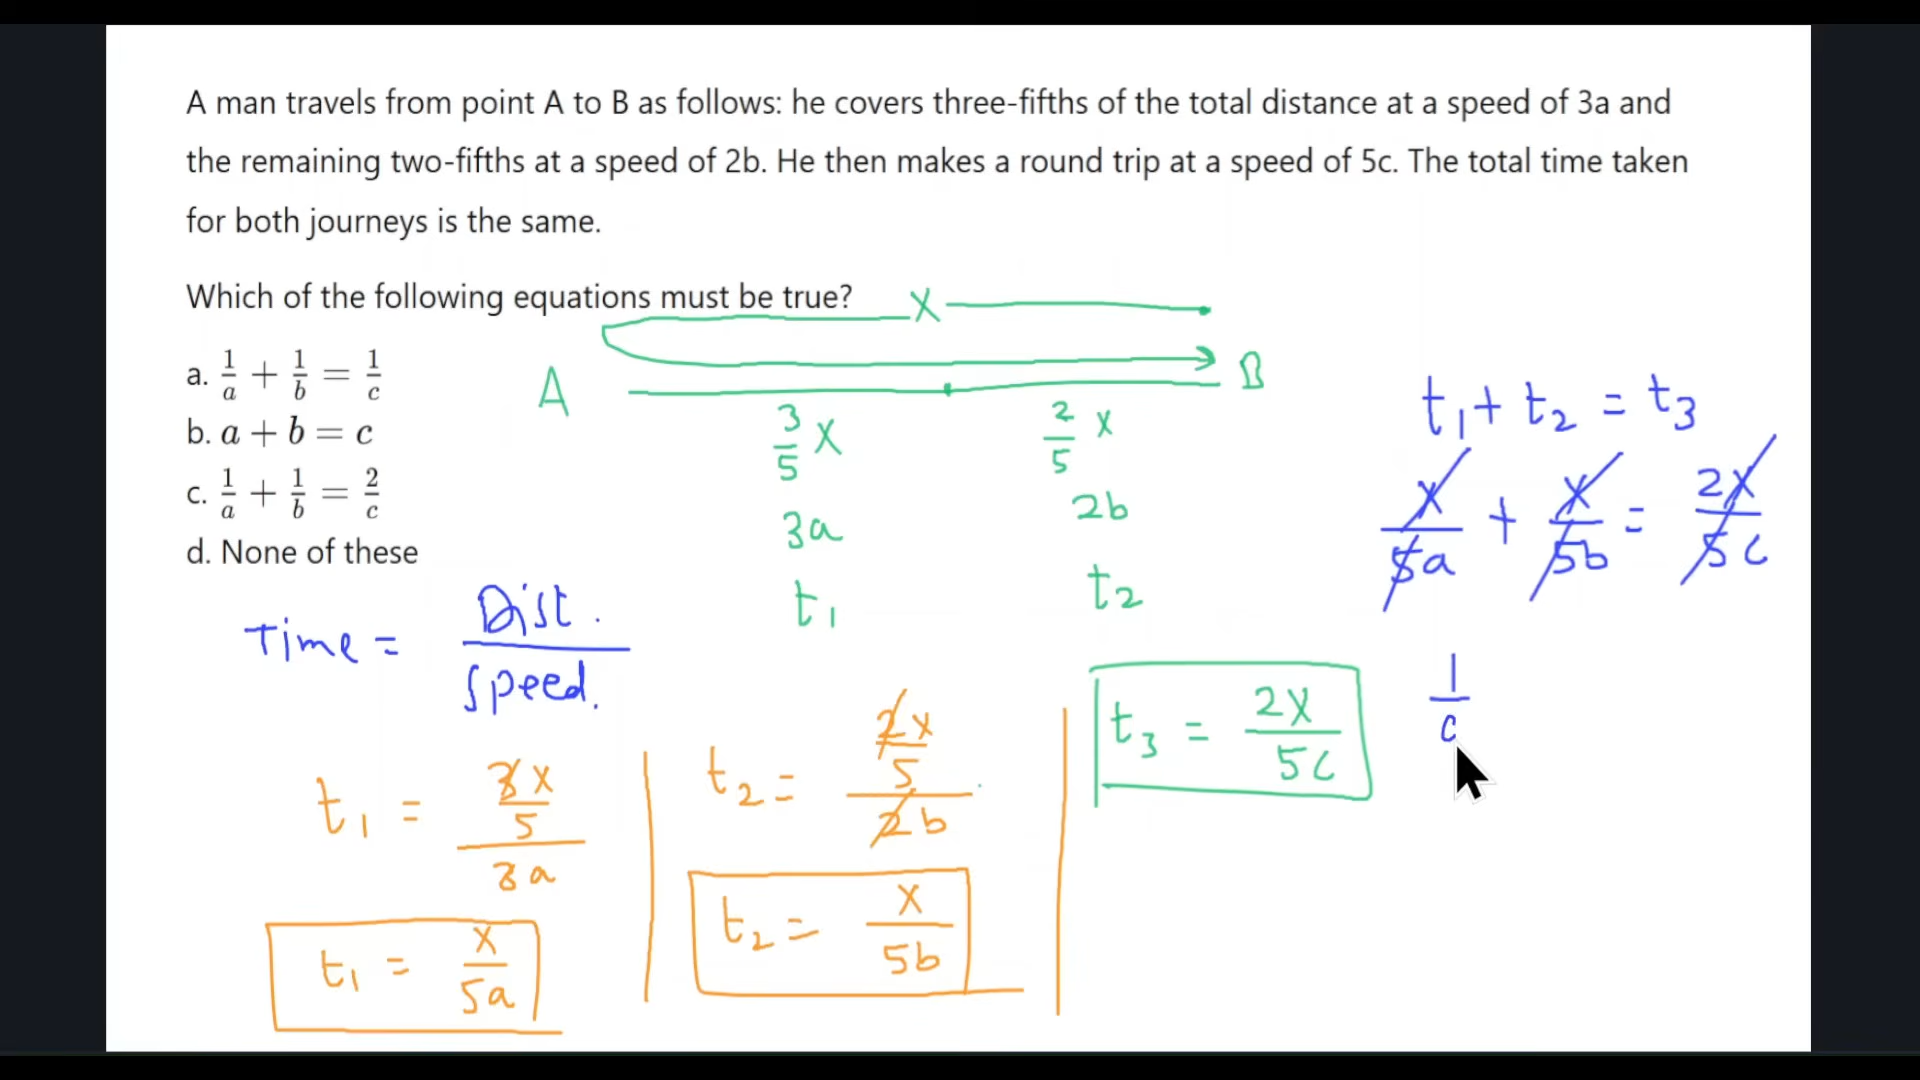 A man travels from point A to B as follows: he covers three-fifths of the total distance at a speed of 3a and
the remaining two-fifths at a speed of 2b. He then makes a round trip at a speed of 5c. The total time taken
for both journeys is the same.
Which of the following equations must be true?
a. 1/a + 1/b = 1/c
b. a + b = c
c. 1/a + 1/b = 2/c
d. None of these
x
A B
3/5 x 2/5 x
3a 2b
t1 t2
Time = Dist. / Speed.
t1 = 3x/5 / 3a
t1 = x/5a
t2 = 2x/5 / 2b
t2 = x/5b
t3 = 2x/5c
t1 + t2 = t3
x/5a + x/5b = 2x/5c
1/a